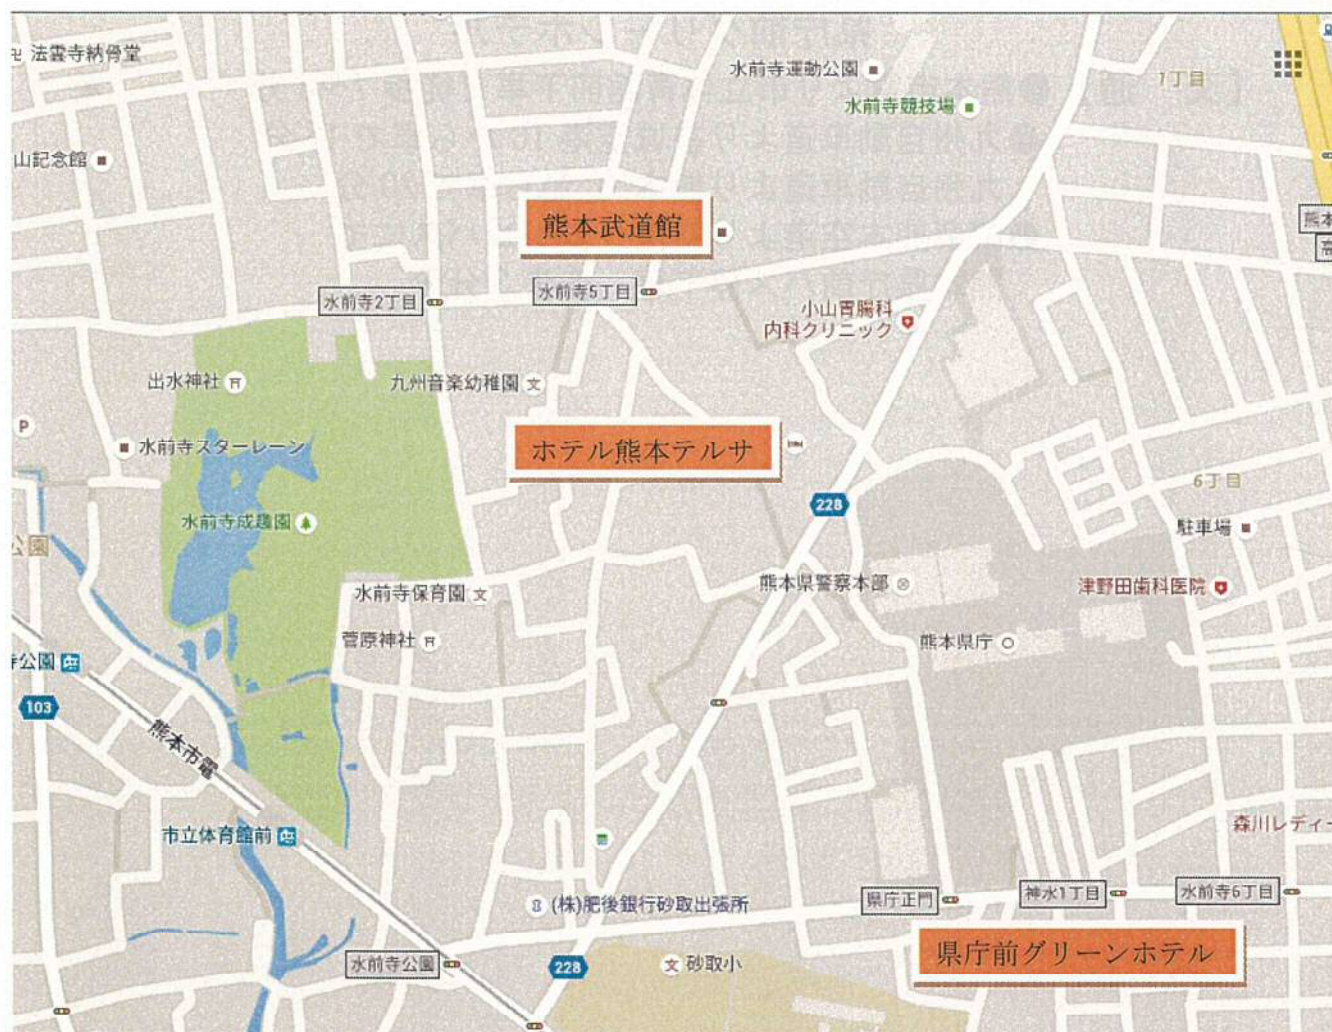 法雲寺納骨堂
水前寺運動公園
1丁目
水前寺競技場
山記念館
熊本武道館
熊本
高
水前寺5丁目
水前寺2丁目
小山胃腸科
内科クリニック
出水神社
九州音楽幼稚園
文
P
水前寺スターレーン
ホテル熊本テルサ
6丁目
228
水前寺成趣園
駐車場
公園
熊本県警察本部
津野田歯科医院
水前寺保育園
文
菅原神社
熊本県庁
寺公園
103
熊本市電
市立体育館前
森川レディー
県庁正門
神水1丁目
水前寺6丁目
(株)肥後銀行砂取出張所
県庁前グリーンホテル
水前寺公園
228
文
砂取小